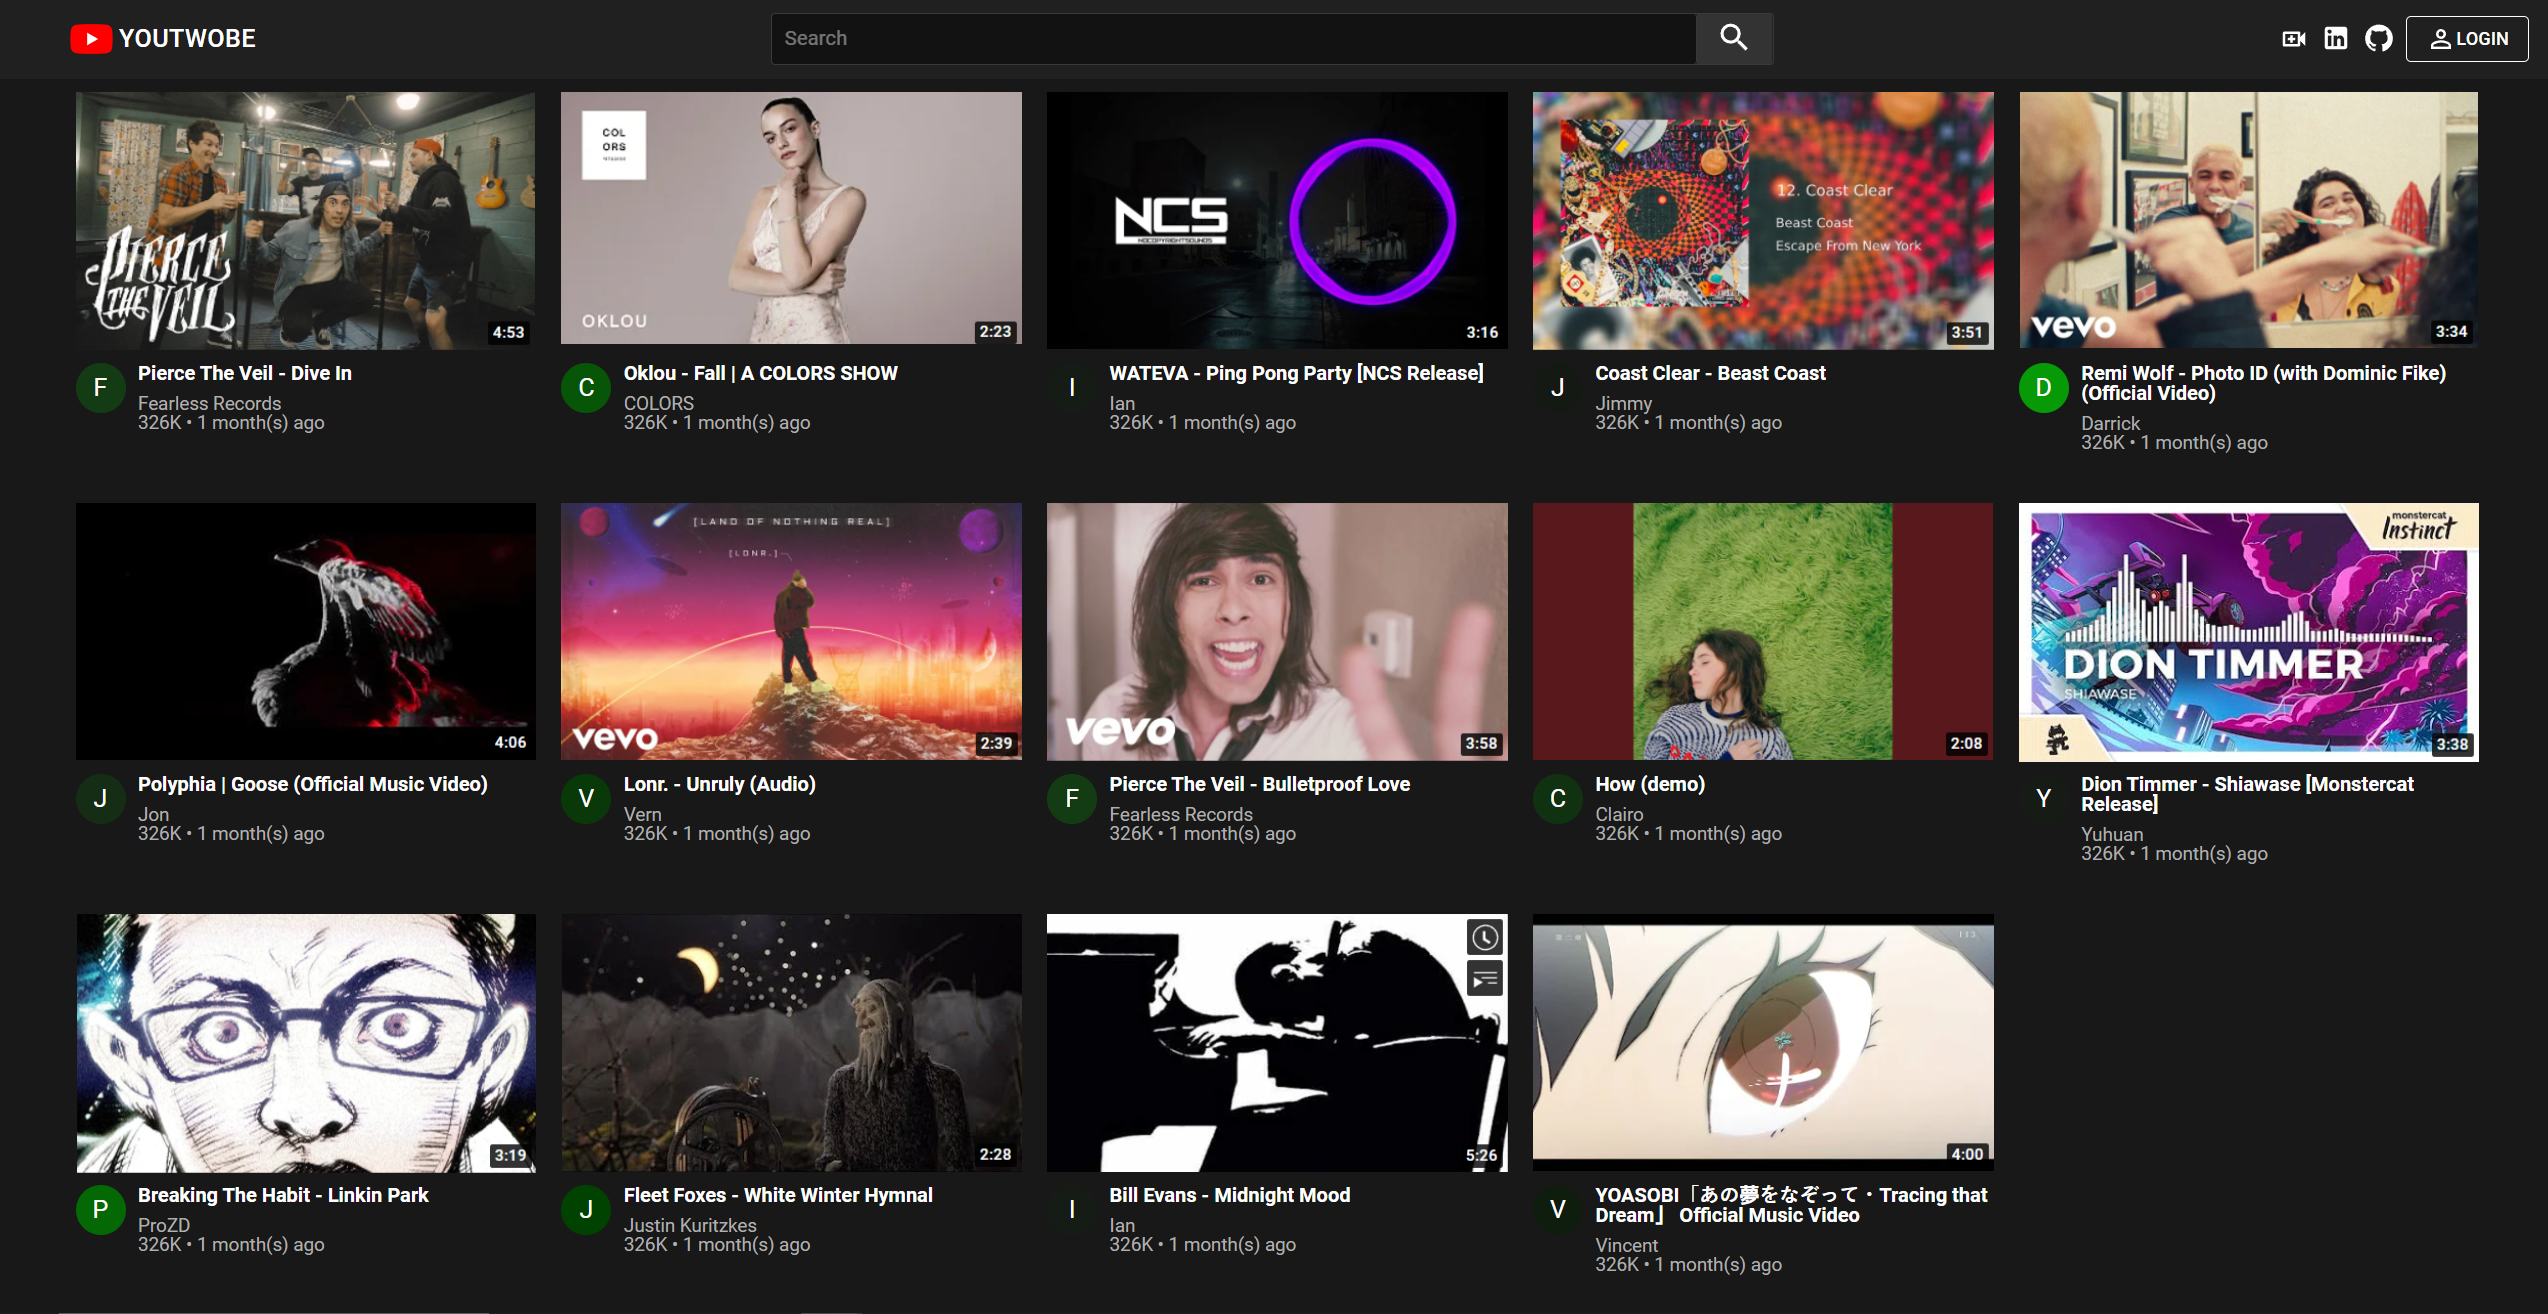 YOUTWOBE
Search
LOGIN
PIERCE
THE VEIL
4:53
COL
ORS
STUDIOS
OKLOU
2:23
NCS
NOCOPYRIGHTSOUNDS
3:16
12. Coast Clear
Beast Coast
Escape From New York
3:51
vevo
3:34
F
Pierce The Veil - Dive In
Fearless Records
326K • 1 month(s) ago
C
Oklou - Fall | A COLORS SHOW
COLORS
326K • 1 month(s) ago
I
WATEVA - Ping Pong Party [NCS Release]
Ian
326K • 1 month(s) ago
J
Coast Clear - Beast Coast
Jimmy
326K • 1 month(s) ago
D
Remi Wolf - Photo ID (with Dominic Fike)
(Official Video)
Darrick
326K • 1 month(s) ago
4:06
[LAND OF NOTHING REAL]
[LONR.]
vevo
2:39
vevo
3:58
2:08
monstercat
Instinct
DION TIMMER
SHIAWASE
3:38
J
Polyphia | Goose (Official Music Video)
Jon
326K • 1 month(s) ago
V
Lonr. - Unruly (Audio)
Vern
326K • 1 month(s) ago
F
Pierce The Veil - Bulletproof Love
Fearless Records
326K • 1 month(s) ago
C
How (demo)
Clairo
326K • 1 month(s) ago
Y
Dion Timmer - Shiawase [Monstercat
Release]
Yuhuan
326K • 1 month(s) ago
3:19
2:28
5:26
4:00
P
Breaking The Habit - Linkin Park
ProZD
326K • 1 month(s) ago
J
Fleet Foxes - White Winter Hymnal
Justin Kuritzkes
326K • 1 month(s) ago
I
Bill Evans - Midnight Mood
Ian
326K • 1 month(s) ago
V
YOASOBI「あの夢をなぞって・Tracing that
Dream」 Official Music Video
Vincent
326K • 1 month(s) ago